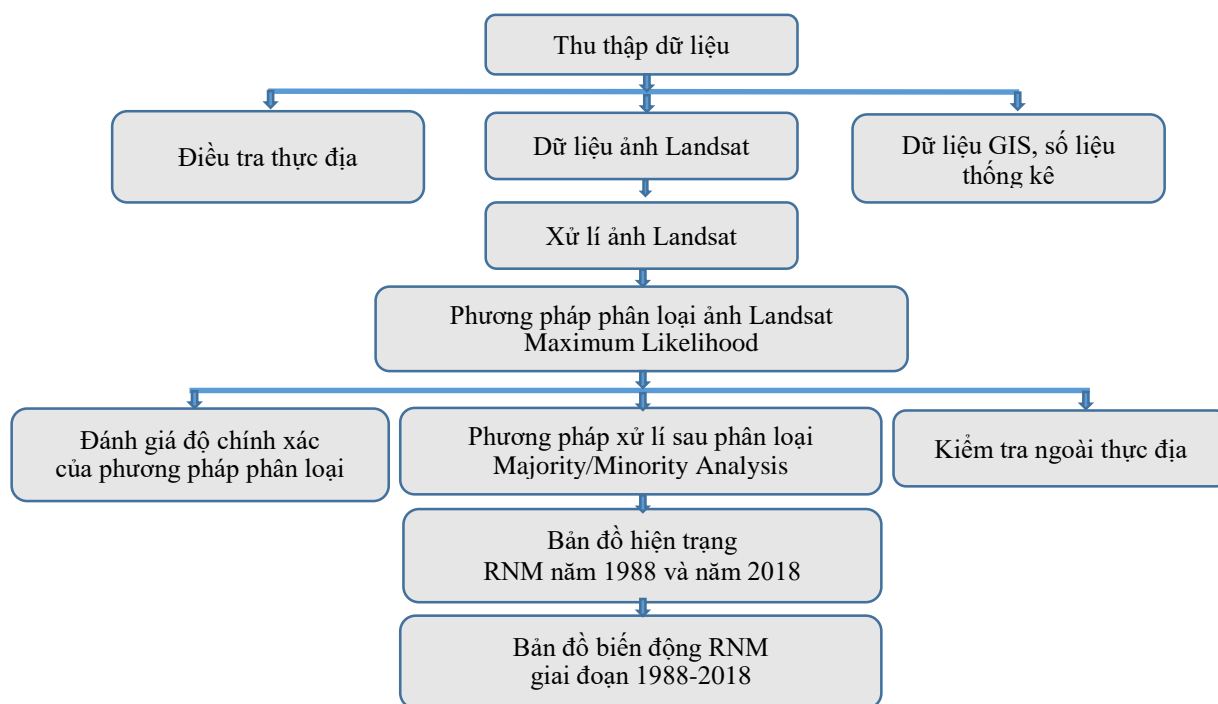 Thu thập dữ liệu
Điều tra thực địa
Dữ liệu ảnh Landsat
Dữ liệu GIS, số liệu
thống kê
Xử lí ảnh Landsat
Phương pháp phân loại ảnh Landsat
Maximum Likelihood
Đánh giá độ chính xác
của phương pháp phân loại
Phương pháp xử lí sau phân loại
Majority/Minority Analysis
Kiểm tra ngoài thực địa
Bản đồ hiện trạng
RNM năm 1988 và năm 2018
Bản đồ biến động RNM
giai đoạn 1988-2018